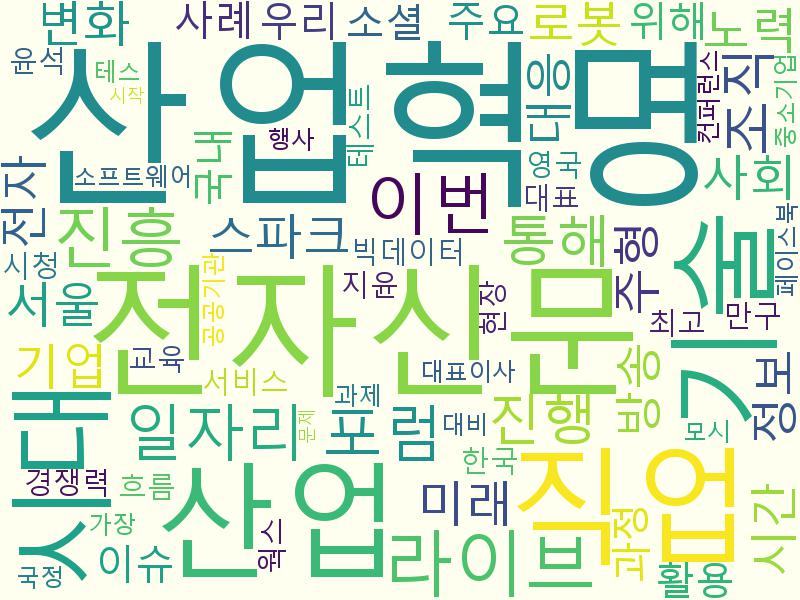 변화
사례
우리
소셜
주요
로봇
위해
노력
윤석
테스
시작
산업
혁명
테스트
대응
컨퍼런스
조직
중소기업
국내
행사
영국
대표
사회
소프트웨어
전자
이번
진흥
스파크
통해
주형
기술
페이스북
시청
빅데이터
공공기관
지윤
현장
서울
최고
만구
전자신문
기업
교육
서비스
대표이사
과제
방송
정보
시대
일자리
문제
포럼
대비
진행
모시
경쟁력
흐름
산업
한국
미래
직업
과정
시간
가장
웍스
국정
이슈
라이브
활용